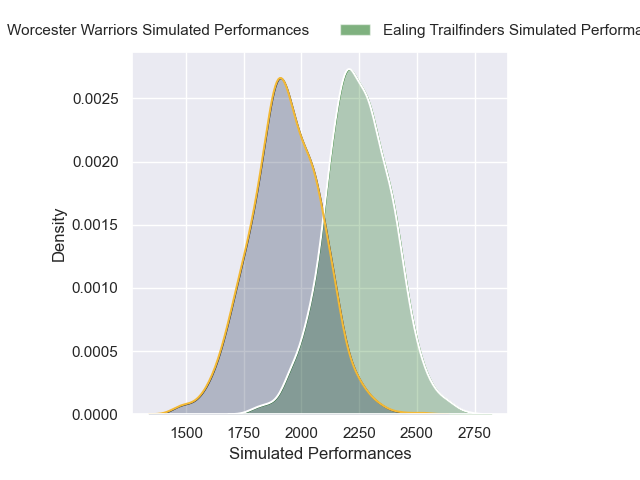 Worcester Warriors Simulated Performances
Ealing Trailfinders Simulated Performa
0.0025
0.0020
0.0015
0.0010
0.0005
0.0000
Density
1500 1750 2000 2250 2500 2750
Simulated Performances